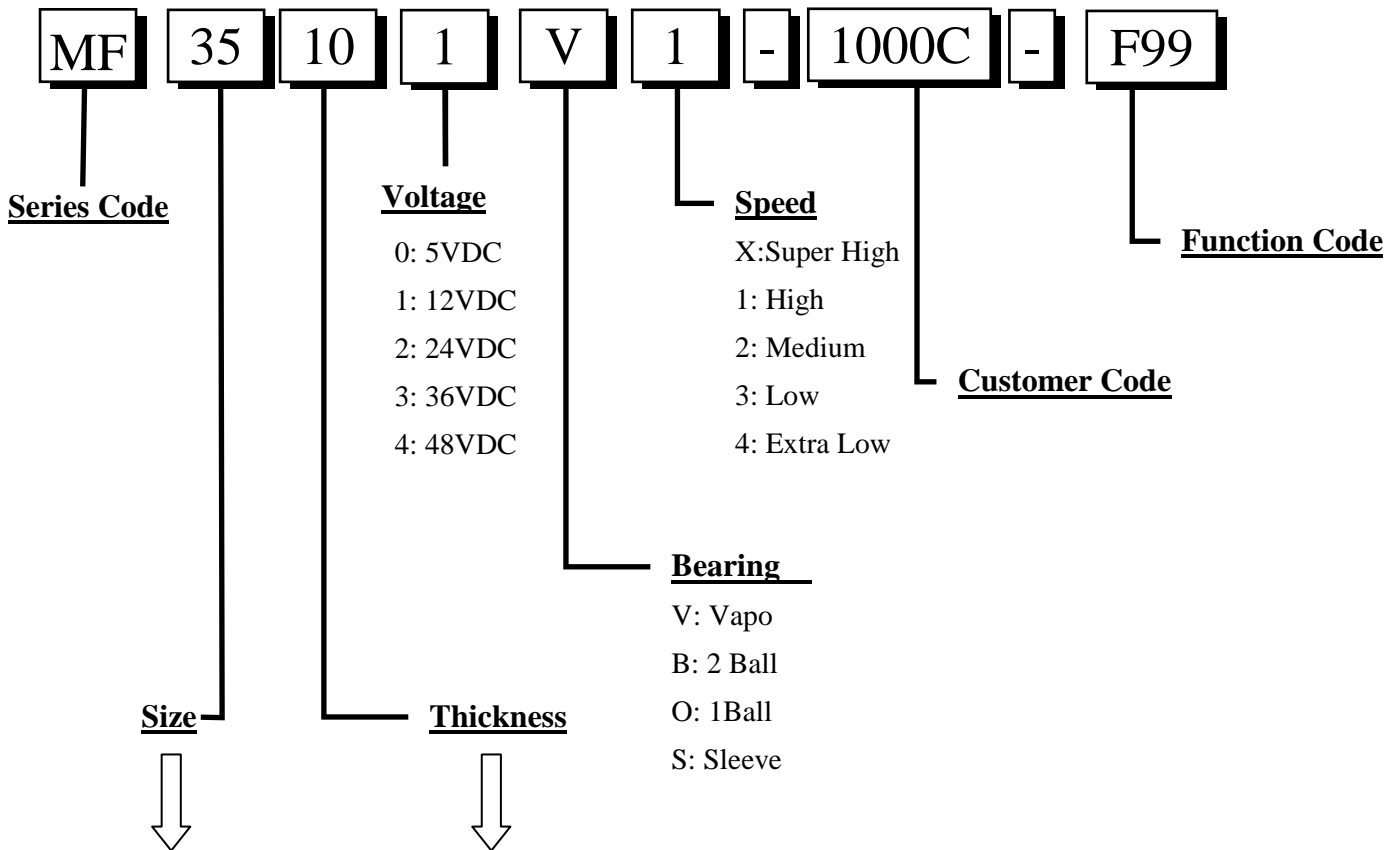 MF 35 10 1 V 1 - 1000C - F99
Series Code
Voltage
0: 5VDC
1: 12VDC
2: 24VDC
3: 36VDC
4: 48VDC
Speed
X:Super High
1: High
2: Medium
3: Low
4: Extra Low
Function Code
Customer Code
Bearing
V: Vapo
B: 2 Ball
O: 1Ball
S: Sleeve
Size
Thickness